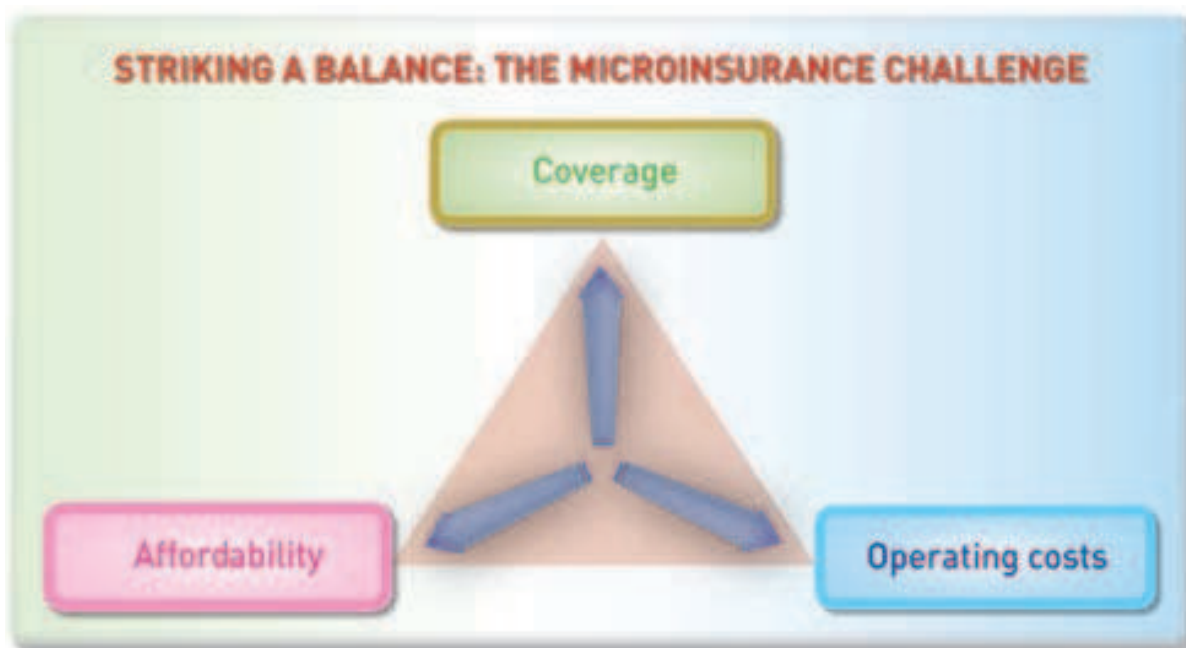 STRIKING A BALANCE: THE MICROINSURANCE CHALLENGE
Coverage
Affordability
Operating costs